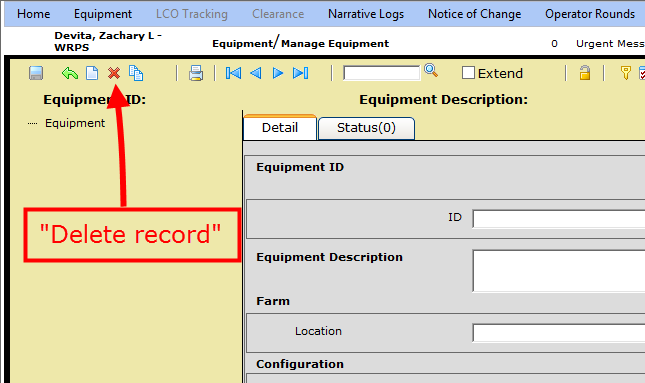 Home Equipment LCO Tracking Clearance Narrative Logs Notice of Change Operator Rounds
Devita, Zachary L -
WRPS
Equipment/Manage Equipment
0 Urgent Mess
Extend
Equipment ID:
Equipment Description:
Equipment
Detail Status(0)
Equipment ID
ID
"Delete record"
Equipment Description
Farm
Location
Configuration